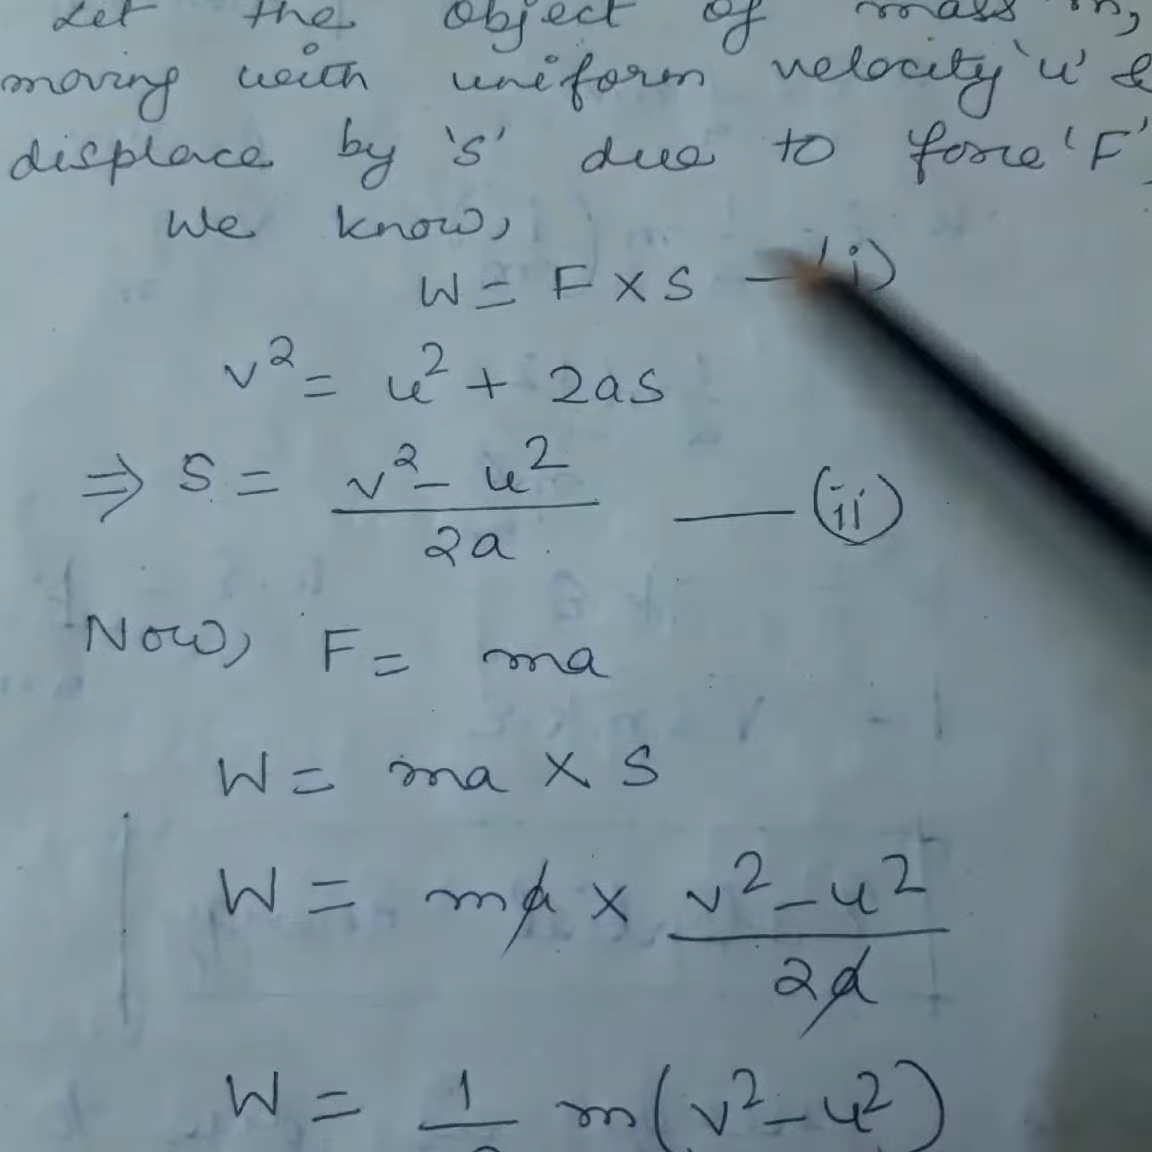 Let the object of mass m,
moving with uniform velocity 'u' &
displace by 's' due to force 'F'.
We know,
W = F X S — (i)
v² = u² + 2as
⇒ S = v² - u² / 2a — (ii)
Now, F = ma
W = ma X S
W = ma X v² - u² / 2a
W = 1/2 m(v² - u²)